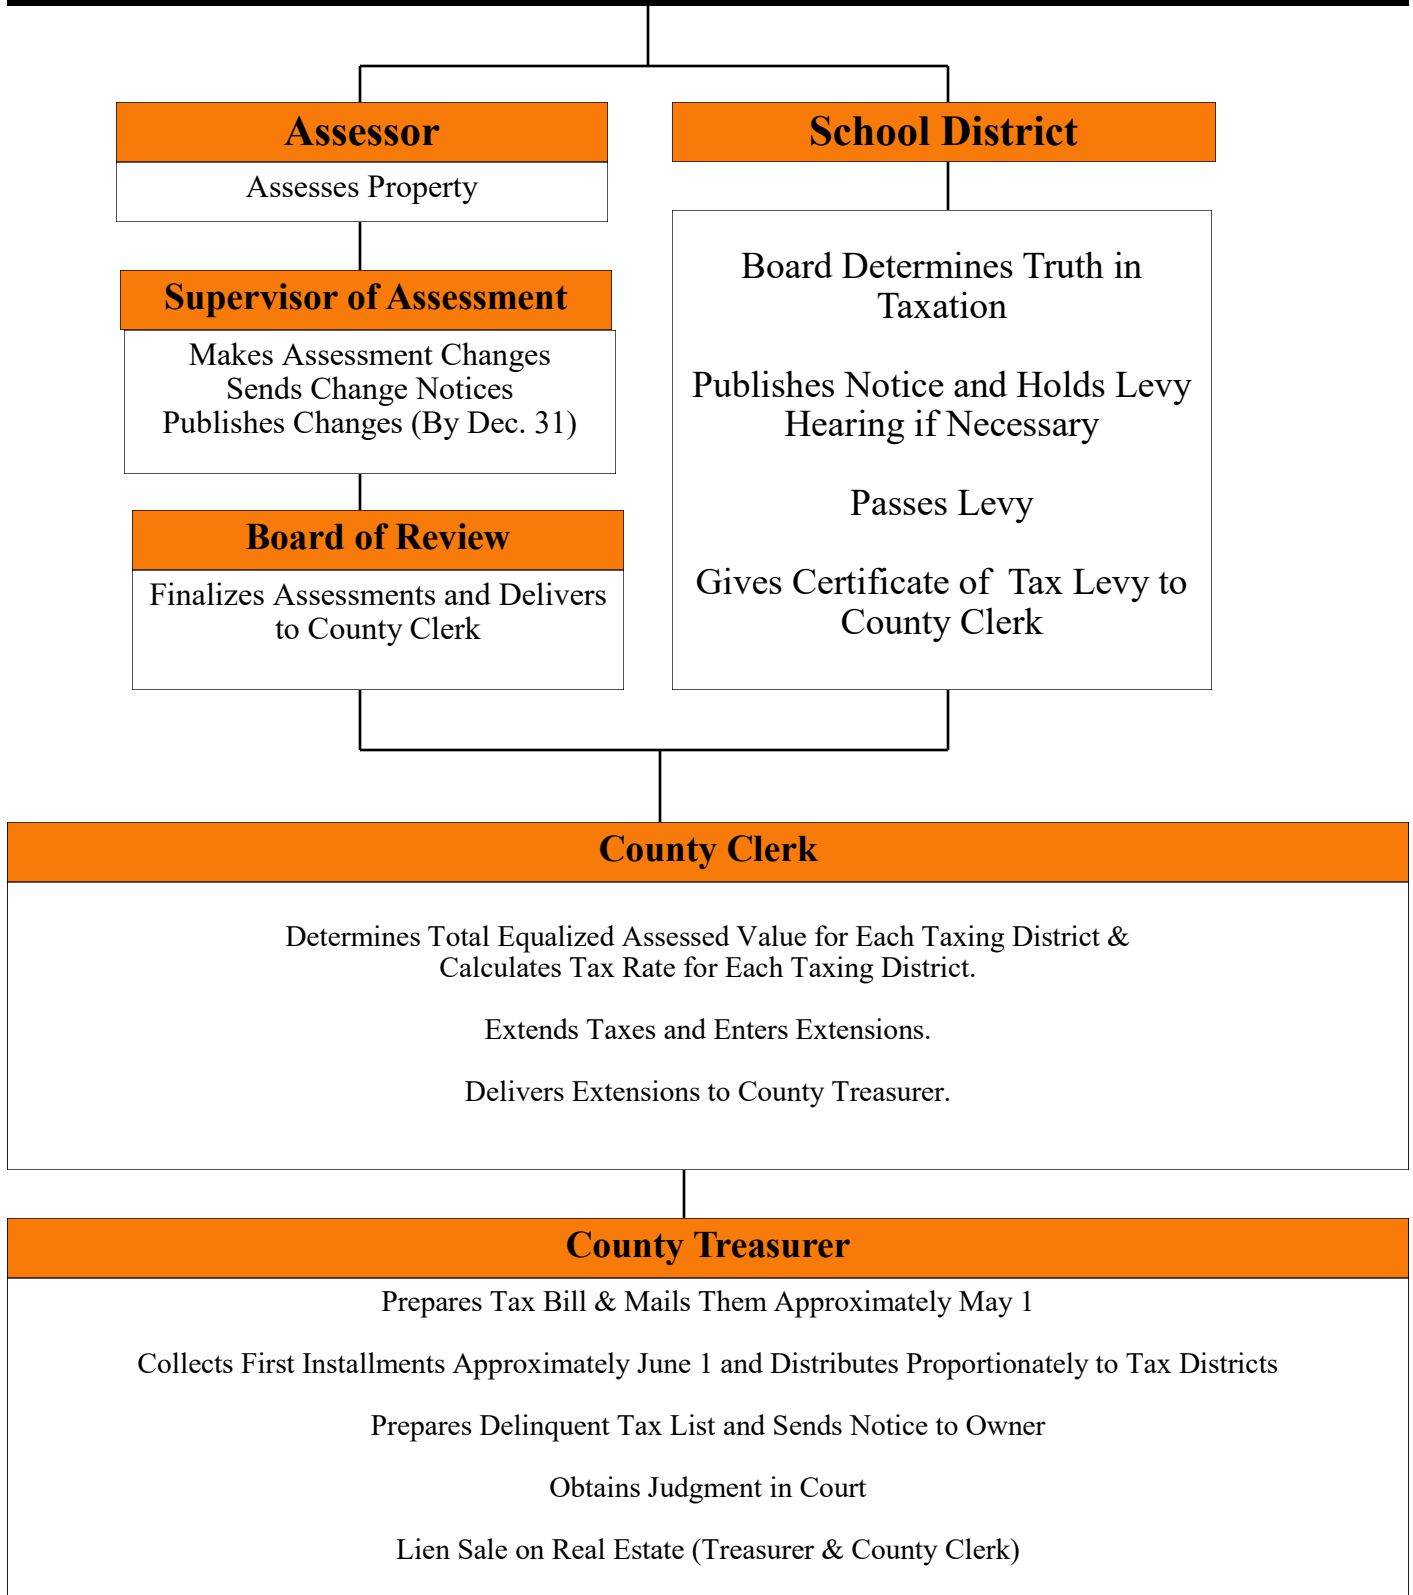 Assessor
Assesses Property
Supervisor of Assessment
Makes Assessment Changes
Sends Change Notices
Publishes Changes (By Dec. 31)
Board of Review
Finalizes Assessments and Delivers
to County Clerk
School District
Board Determines Truth in
Taxation
Publishes Notice and Holds Levy
Hearing if Necessary
Passes Levy
Gives Certificate of Tax Levy to
County Clerk
County Clerk
Determines Total Equalized Assessed Value for Each Taxing District &
Calculates Tax Rate for Each Taxing District.
Extends Taxes and Enters Extensions.
Delivers Extensions to County Treasurer.
County Treasurer
Prepares Tax Bill & Mails Them Approximately May 1
Collects First Installments Approximately June 1 and Distributes Proportionately to Tax Districts
Prepares Delinquent Tax List and Sends Notice to Owner
Obtains Judgment in Court
Lien Sale on Real Estate (Treasurer & County Clerk)